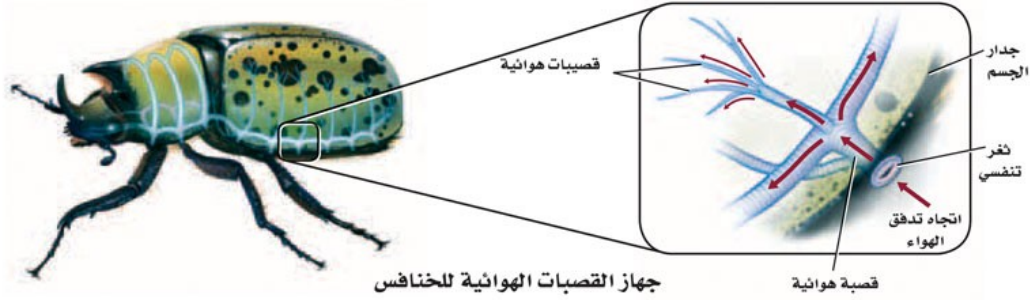 جدار
الجسم
قصيبات هوائية
ثغر
تنفسي
اتجاه تدفق
الهواء
قصبة هوائية
جهاز القصبات الهوائية للخنافس